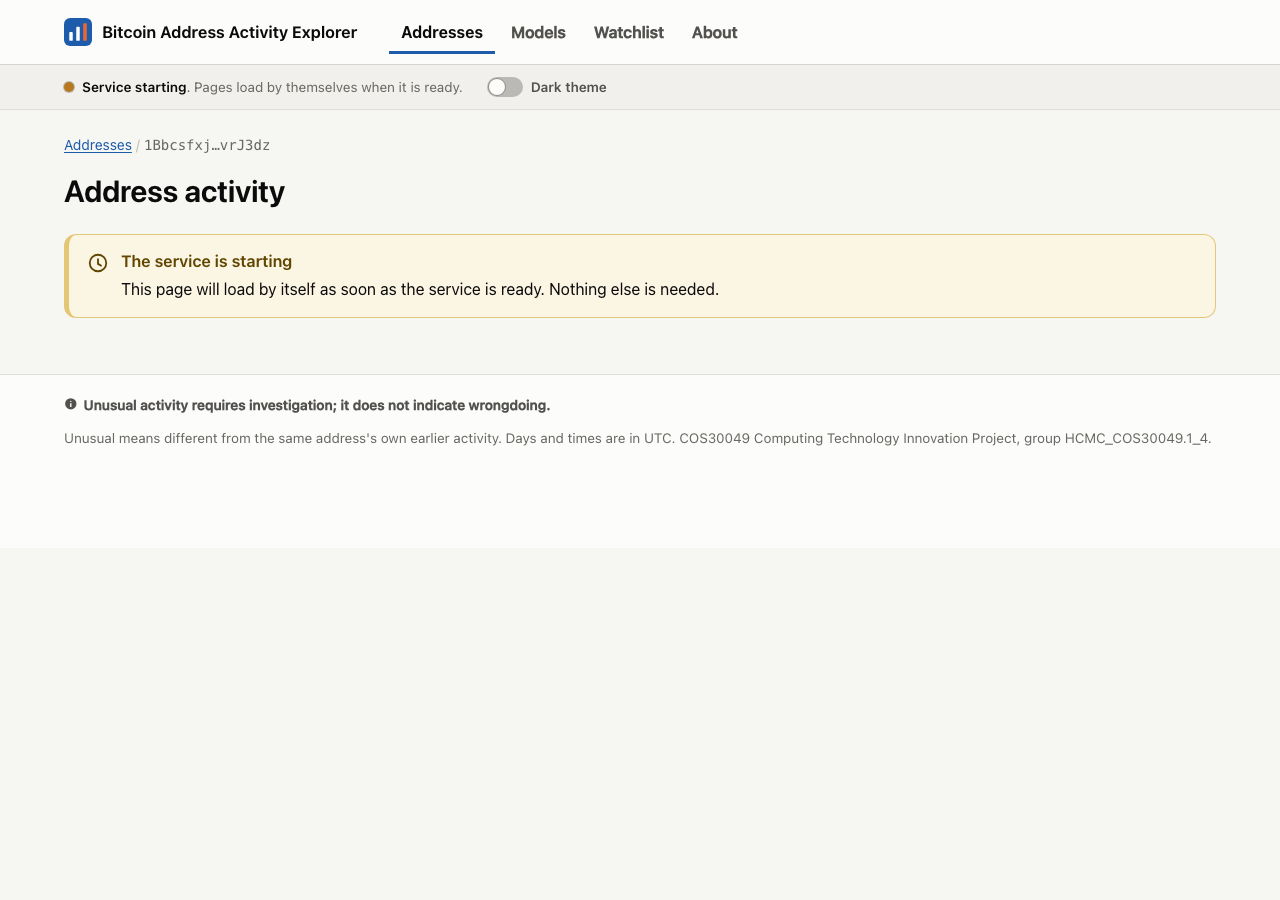 Bitcoin Address Activity Explorer
Addresses
Models
Watchlist
About
Service starting. Pages load by themselves when it is ready.
Dark theme
Addresses / 1Bbcsfxj…vrJ3dz
Address activity
The service is starting
This page will load by itself as soon as the service is ready. Nothing else is needed.
Unusual activity requires investigation; it does not indicate wrongdoing.
Unusual means different from the same address's own earlier activity. Days and times are in UTC. COS30049 Computing Technology Innovation Project, group HCMC_COS30049.1_4.